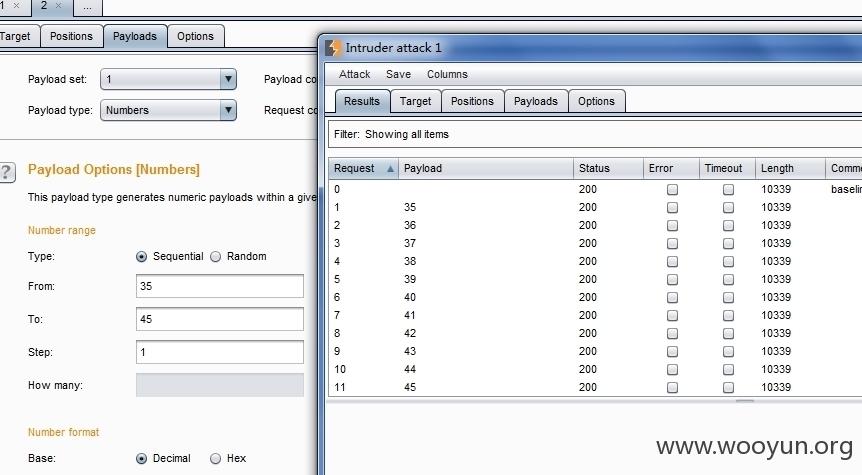 1 × 2 × ...
Target Positions Payloads Options
Payload set: 1 Payload co
Payload type: Numbers Request co
? Payload Options [Numbers]
This payload type generates numeric payloads within a give
Number range
Type: Sequential Random
From: 35
To: 45
Step: 1
How many:
Number format
Base: Decimal Hex
Intruder attack 1
Attack Save Columns
Results Target Positions Payloads Options
Filter: Showing all items
Request Payload Status Error Timeout Length Comme
0 200 10339 baselin
1 35 200 10339
2 36 200 10339
3 37 200 10339
4 38 200 10339
5 39 200 10339
6 40 200 10339
7 41 200 10339
8 42 200 10339
9 43 200 10339
10 44 200 10339
11 45 200 10339
www.wooyun.org